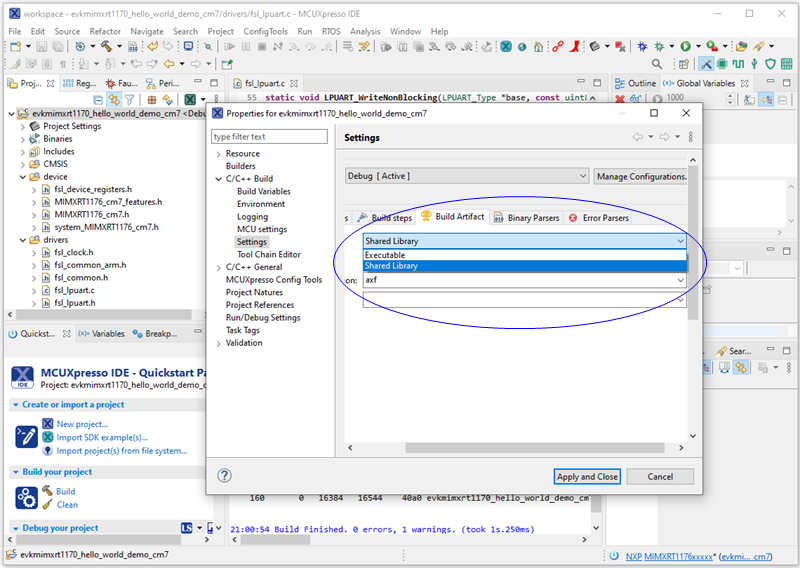 workspace - evkmimxrt1170_hello_world_demo_cm7/drivers/fsl_lpuart.c - MCUXpresso IDE
File Edit Source Refactor Navigate Search Project ConfigTools Run RTOS Analysis Window Help
Proj... Reg... Fau... Peri...
fsl_lpuart.c
Outline
Global Variables
1000
55 static void LPUART_WriteNonBlocking(LPUART_Type *base, const uint
evkmimxrt1170_hello_world_demo_cm7 <Debu
Project Settings
Binaries
Includes
CMSIS
device
fsl_device_registers.h
MIMXRT1176_cm7_features.h
MIMXRT1176_cm7.h
system_MIMXRT1176_cm7.h
drivers
fsl_clock.h
fsl_common_arm.h
fsl_common.h
fsl_lpuart.c
fsl_lpuart.h
Quickst... (x)= Variables Breakp...
IDE
MCUXpresso IDE - Quickstart Pa
Project: evkmimxrt1170_hello_world_demo_c
Create or import a project
New project...
Import SDK example(s)...
Import project(s) from file system...
Build your project
Build
Clean
Debug your project
LS
Properties for evkmimxrt1170_hello_world_demo_cm7
type filter text
Settings
Resource
Builders
C/C++ Build
Build Variables
Environment
Logging
MCU settings
Settings
Tool Chain Editor
C/C++ General
MCUXpresso Config Tools
Project Natures
Project References
Run/Debug Settings
Task Tags
Validation
Debug [ Active ]
Manage Configurations.
s Build steps Build Artifact Binary Parsers Error Parsers
Shared Library
Executable
Shared Library
on: axf
Apply and Close
Cancel
Sear...
160 0 16384 16544 40a0 evkmimxrt1170_hello_world_demo_cm
21:00:54 Build Finished. 0 errors, 1 warnings. (took 1s.250ms)
evkmimxrt1170_hello_world_demo_cm7
NXP MIMXRT1176xxxxx* (evkmi... cm7)